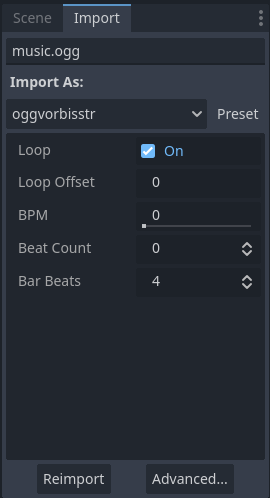 Scene Import
music.ogg
Import As:
oggvorbisstr Preset
Loop On
Loop Offset 0
BPM 0
Beat Count 0
Bar Beats 4
Reimport Advanced...